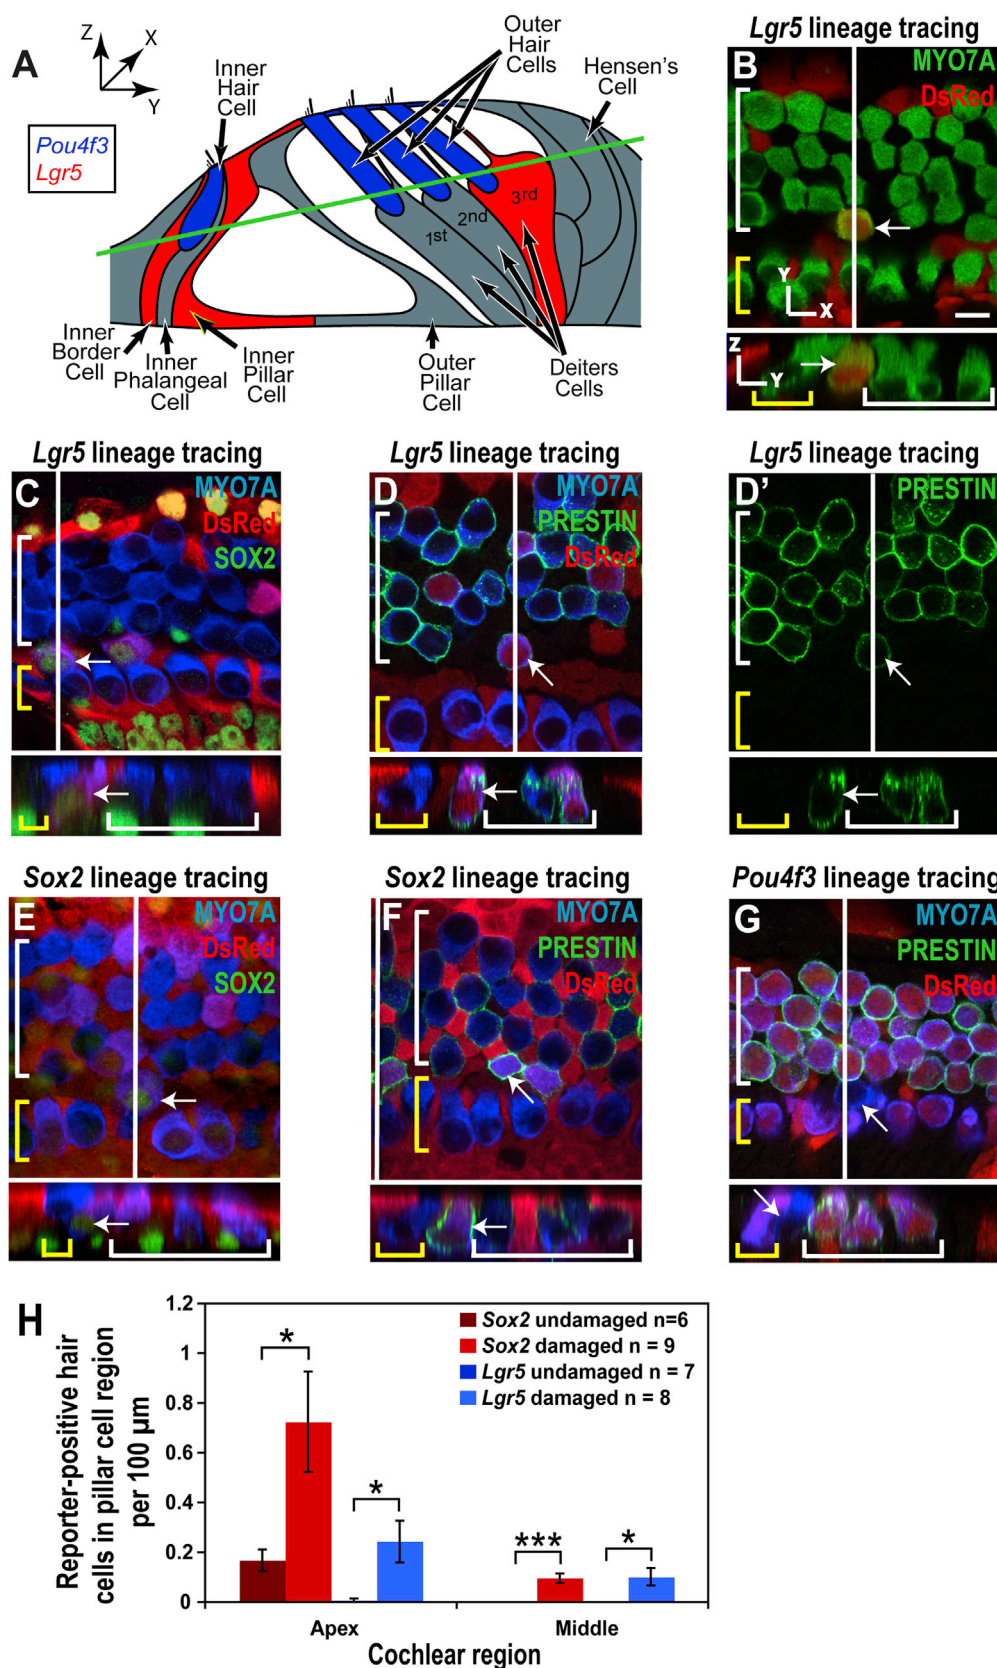 A
Z
X
Y
Pou4f3
Lgr5
Inner
Hair
Cell
Outer
Hair
Cells
Hensen's
Cell
1st
2nd
3rd
Inner
Border
Cell
Inner
Phalangeal
Cell
Inner
Pillar
Cell
Outer
Pillar
Cell
Deiters
Cells
Lgr5 lineage tracing
B
MYO7A
DsRed
Y
X
Z
Y
Lgr5 lineage tracing
C
MYO7A
DsRed
SOX2
Lgr5 lineage tracing
D
MYO7A
PRESTIN
DsRed
Lgr5 lineage tracing
D'
PRESTIN
Sox2 lineage tracing
E
MYO7A
DsRed
SOX2
Sox2 lineage tracing
F
MYO7A
PRESTIN
DsRed
Pou4f3 lineage tracing
G
MYO7A
PRESTIN
DsRed
H
Reporter-positive hair
cells in pillar cell region
per 100 µm
1.2
1
0.8
0.6
0.4
0.2
0
*
*
***
*
Sox2 undamaged n=6
Sox2 damaged n = 9
Lgr5 undamaged n = 7
Lgr5 damaged n = 8
Apex
Middle
Cochlear region